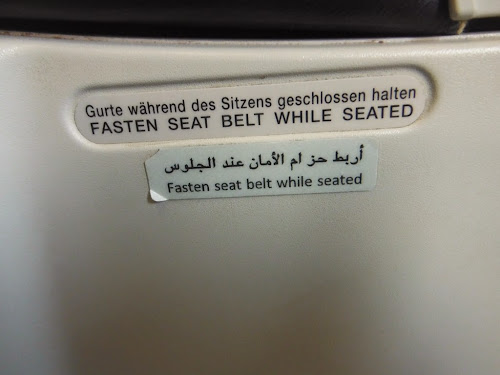 Gurte während des Sitzens geschlossen halten
FASTEN SEAT BELT WHILE SEATED
أربط حز ام الأمان عند الجلوس
Fasten seat belt while seated